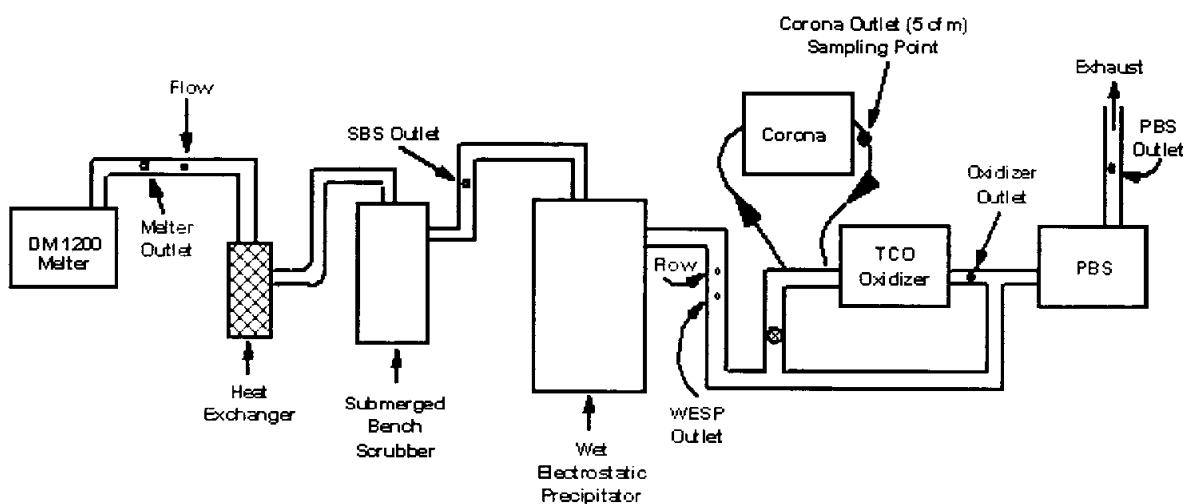 Corona Outlet (5 cfm)
Sampling Point
Exhaust
Flow
SBS Outlet
Corona
PBS
Outlet
Oxidizer
Outlet
Melter
Outlet
DM1200
Melter
Row
TCO
Oxidizer
PBS
Heat
Exchanger
Submerged
Bench
Scrubber
WESP
Outlet
Wet
Electrostatic
Precipitator